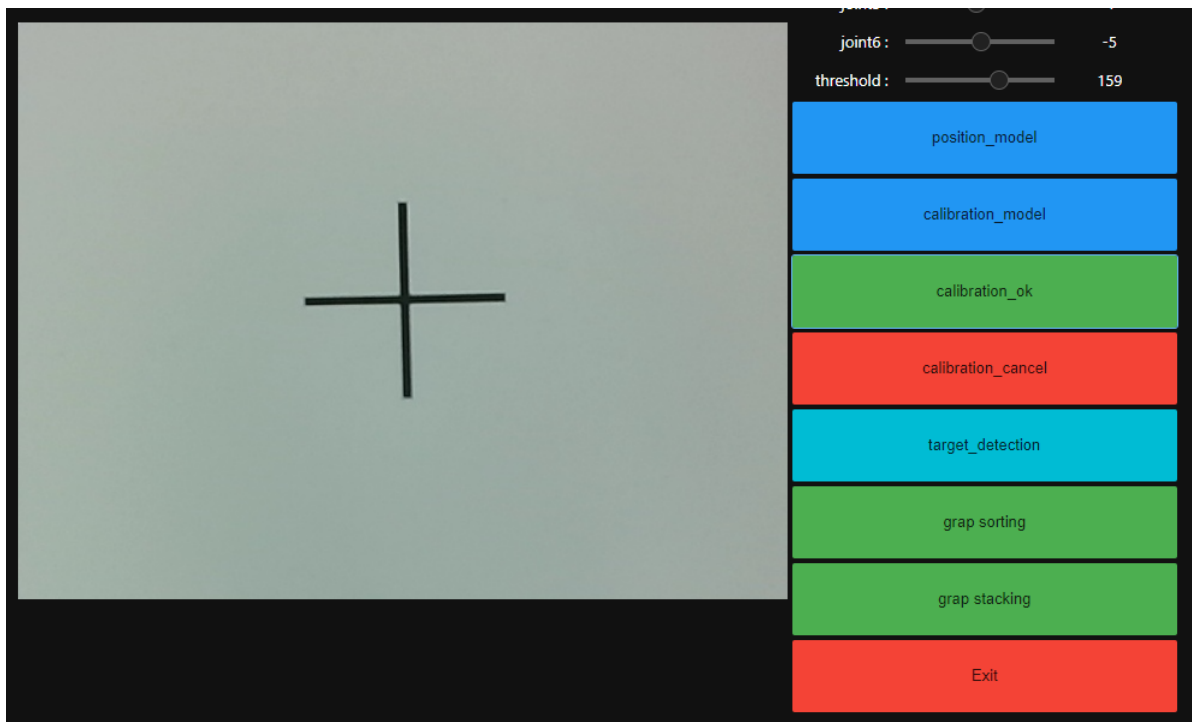 joint6 : -5
threshold : 159
position_model
calibration_model
calibration_ok
calibration_cancel
target_detection
grap sorting
grap stacking
Exit